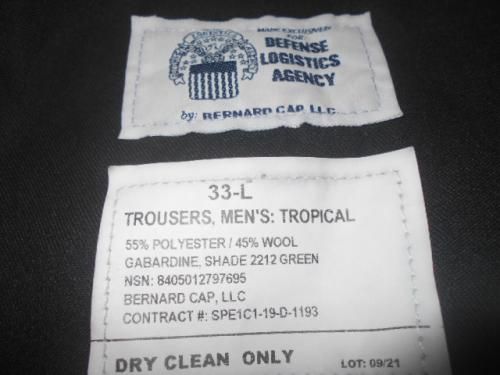 MADE EXCLUSIVELY
FOR:
DEFENSE
LOGISTICS
AGENCY
by: BERNARD CAP, LLC
33-L
TROUSERS, MEN'S: TROPICAL
55% POLYESTER / 45% WOOL
GABARDINE, SHADE 2212 GREEN
NSN: 8405012797695
BERNARD CAP, LLC
CONTRACT #: SPE1C1-19-D-1193
DRY CLEAN ONLY
LOT: 09/21